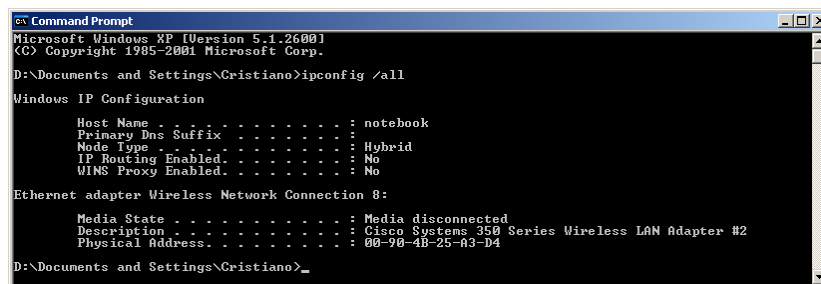 Command Prompt
Microsoft Windows XP [Version 5.1.2600]
(C) Copyright 1985-2001 Microsoft Corp.
D:\Documents and Settings\Cristiano>ipconfig /all
Windows IP Configuration
Host Name . . . . . . . . . . . . : notebook
Primary Dns Suffix  . . . . . . . :
Node Type . . . . . . . . . . . . : Hybrid
IP Routing Enabled. . . . . . . . : No
WINS Proxy Enabled. . . . . . . . : No
Ethernet adapter Wireless Network Connection 8:
Media State . . . . . . . . . . . : Media disconnected
Description . . . . . . . . . . . : Cisco Systems 350 Series Wireless LAN Adapter #2
Physical Address. . . . . . . . . : 00-90-4B-25-A3-D4
D:\Documents and Settings\Cristiano>_